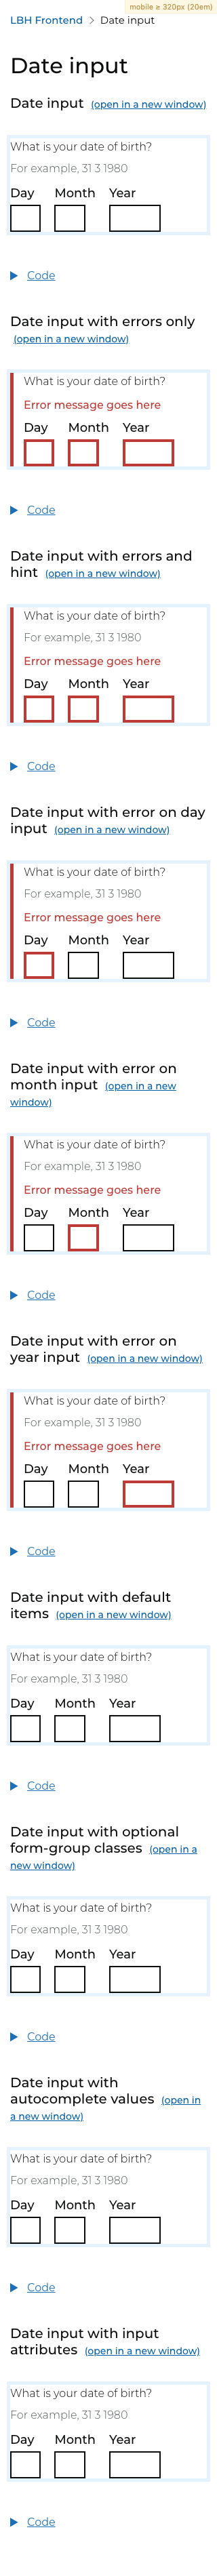 mobile ≥ 320px (20em)
LBH Frontend > Date input
Date input
Date input (open in a new window)
What is your date of birth?
For example, 31 3 1980
Day Month Year
Code
Date input with errors only
(open in a new window)
What is your date of birth?
Error message goes here
Day Month Year
Code
Date input with errors and
hint (open in a new window)
What is your date of birth?
For example, 31 3 1980
Error message goes here
Day Month Year
Code
Date input with error on day
input (open in a new window)
What is your date of birth?
For example, 31 3 1980
Error message goes here
Day Month Year
Code
Date input with error on
month input (open in a new
window)
What is your date of birth?
For example, 31 3 1980
Error message goes here
Day Month Year
Code
Date input with error on
year input (open in a new window)
What is your date of birth?
For example, 31 3 1980
Error message goes here
Day Month Year
Code
Date input with default
items (open in a new window)
What is your date of birth?
For example, 31 3 1980
Day Month Year
Code
Date input with optional
form-group classes (open in a
new window)
What is your date of birth?
For example, 31 3 1980
Day Month Year
Code
Date input with
autocomplete values (open in
a new window)
What is your date of birth?
For example, 31 3 1980
Day Month Year
Code
Date input with input
attributes (open in a new window)
What is your date of birth?
For example, 31 3 1980
Day Month Year
Code